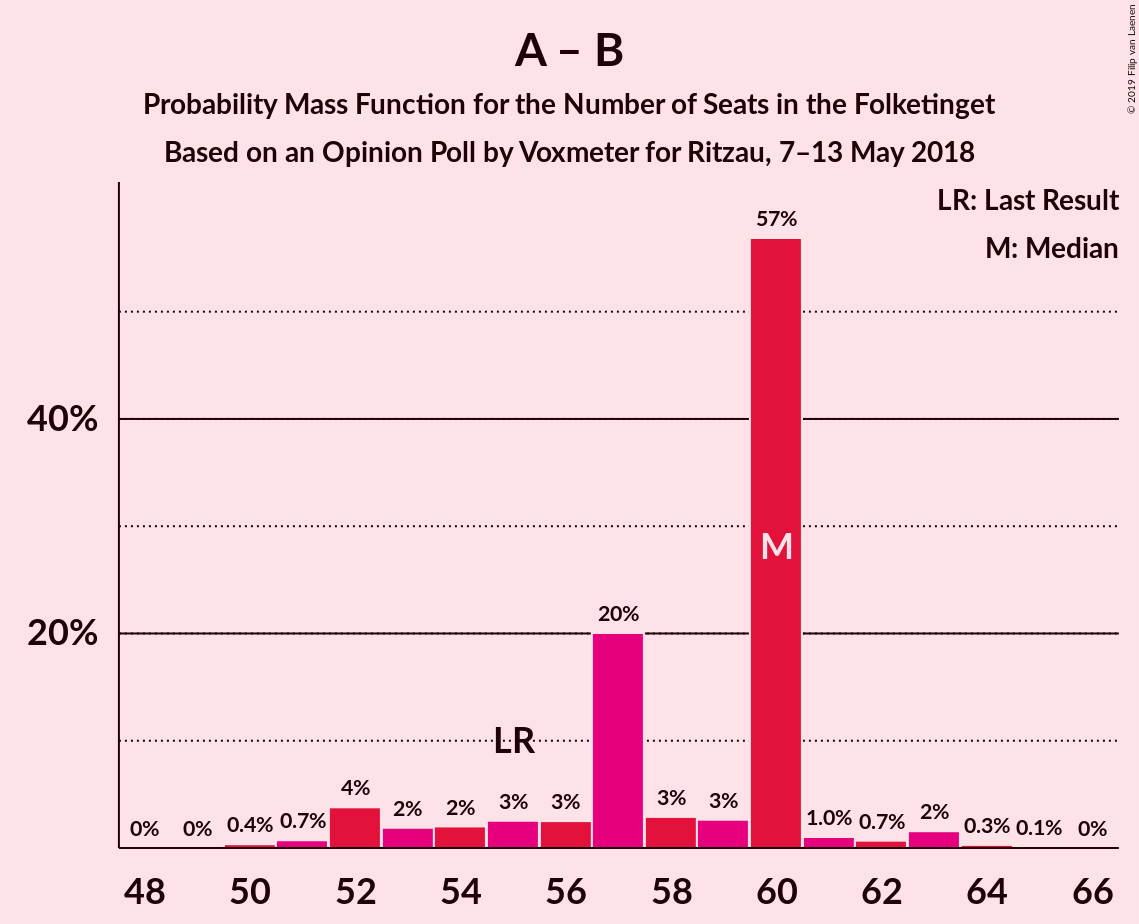 A – B
Probability Mass Function for the Number of Seats in the Folketinget
Based on an Opinion Poll by Voxmeter for Ritzau, 7–13 May 2018
© 2019 Filip van Laenen
LR: Last Result
M: Median
57%
40%
M
20%
20%
LR
0% 0% 0.4% 0.7% 4% 2% 2% 3% 3% 3% 3% 1.0% 0.7% 2% 0.3% 0.1% 0%
48 50 52 54 56 58 60 62 64 66